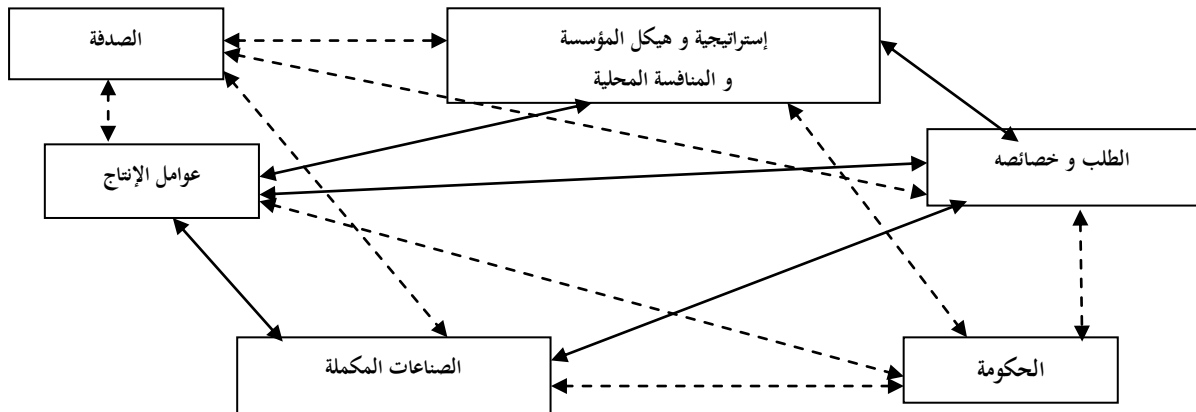 الصدفة
إستراتيجية و هيكل المؤسسة
و المنافسة المحلية
الطلب و خصائصه
عوامل الإنتاج
الصناعات المكملة
الحكومة